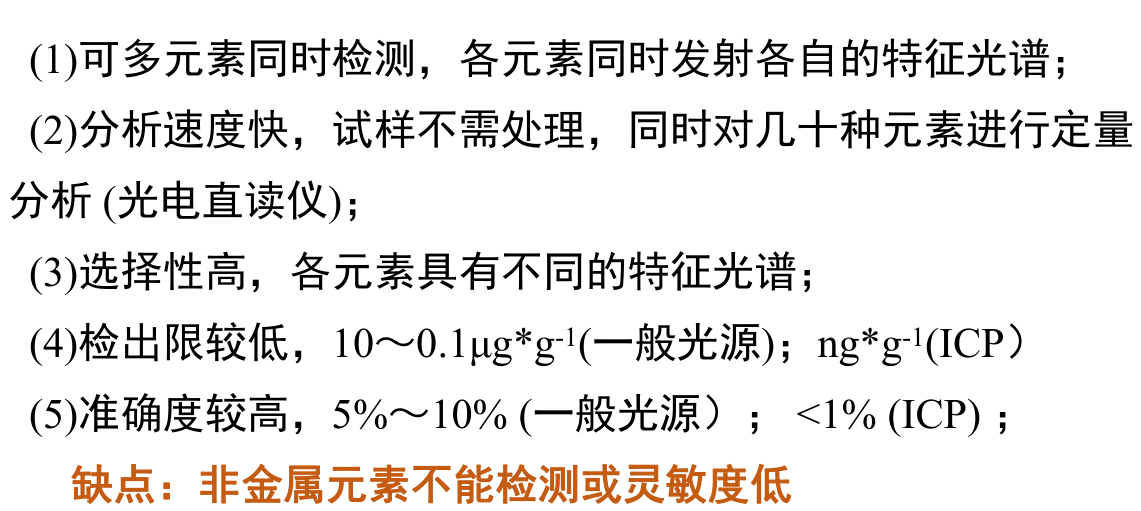 (1)可多元素同时检测，各元素同时发射各自的特征光谱；
(2)分析速度快，试样不需处理，同时对几十种元素进行定量
分析 (光电直读仪)；
(3)选择性高，各元素具有不同的特征光谱；
(4)检出限较低，10～0.1μg*g⁻¹(一般光源)；ng*g⁻¹(ICP）
(5)准确度较高，5%～10% (一般光源）； <1% (ICP) ；
缺点：非金属元素不能检测或灵敏度低